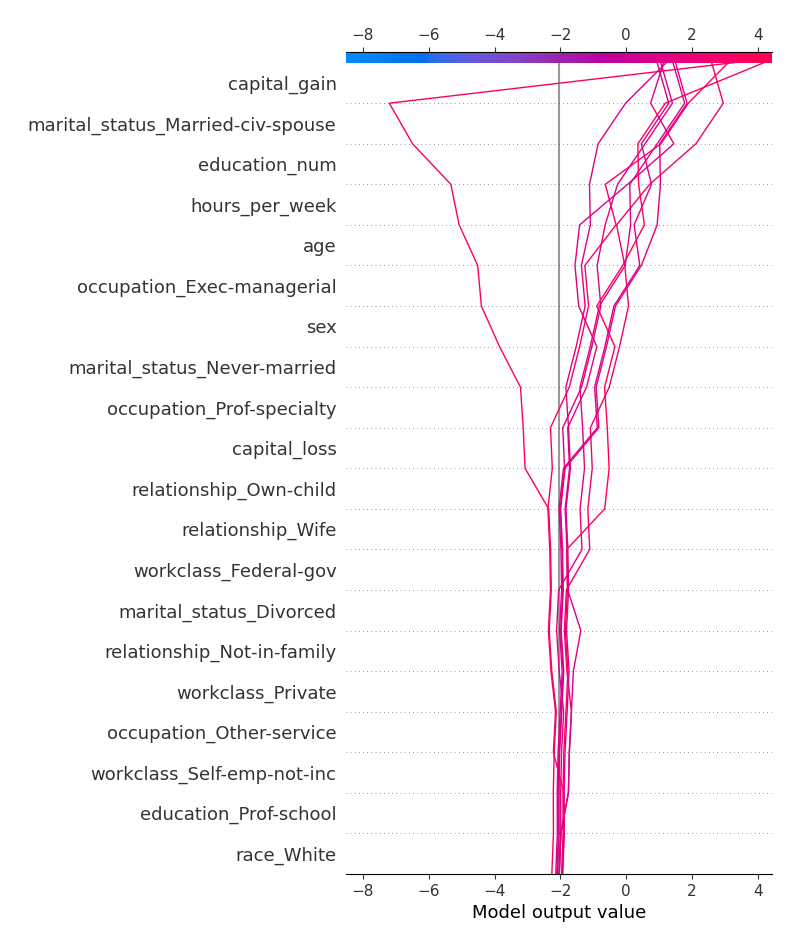 −8 −6 −4 −2 0 2 4
capital_gain
marital_status_Married-civ-spouse
education_num
hours_per_week
age
occupation_Exec-managerial
sex
marital_status_Never-married
occupation_Prof-specialty
capital_loss
relationship_Own-child
relationship_Wife
workclass_Federal-gov
marital_status_Divorced
relationship_Not-in-family
workclass_Private
occupation_Other-service
workclass_Self-emp-not-inc
education_Prof-school
race_White
−8 −6 −4 −2 0 2 4
Model output value